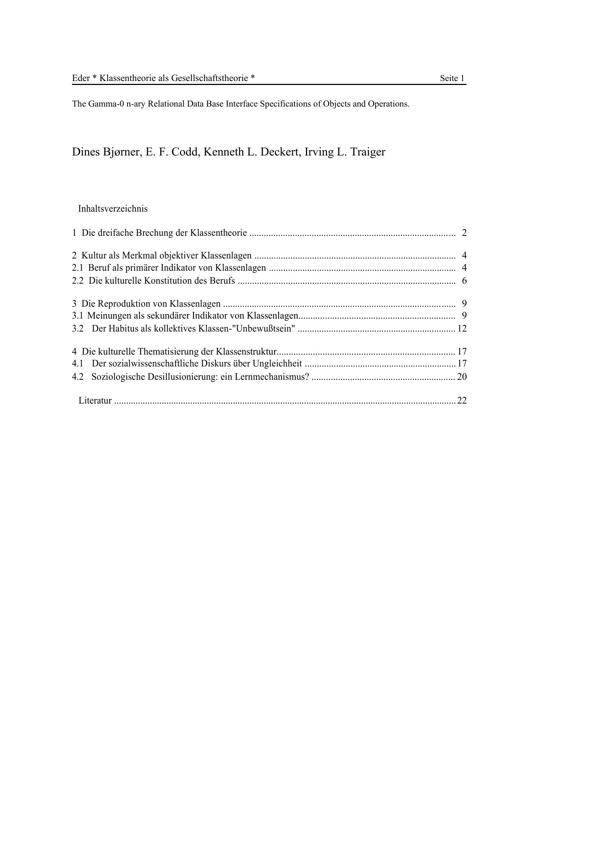 Eder * Klassentheorie als Gesellschaftstheorie * Seite 1
The Gamma-0 n-ary Relational Data Base Interface Specifications of Objects and Operations.
Dines Bjørner, E. F. Codd, Kenneth L. Deckert, Irving L. Traiger
Inhaltsverzeichnis
1 Die dreifache Brechung der Klassentheorie ................................ 2
2 Kultur als Merkmal objektiver Klassenlagen ................................ 4
2.1 Beruf als primärer Indikator von Klassenlagen ................................ 4
2.2 Die kulturelle Konstitution des Berufs ................................ 6
3 Die Reproduktion von Klassenlagen ................................ 9
3.1 Meinungen als sekundärer Indikator von Klassenlagen................................ 9
3.2 Der Habitus als kollektives Klassen-"Unbewußtsein" ................................ 12
4 Die kulturelle Thematisierung der Klassenstruktur................................ 17
4.1 Der sozialwissenschaftliche Diskurs über Ungleichheit ................................ 17
4.2 Soziologische Desillusionierung: ein Lernmechanismus? ................................ 20
Literatur ................................ 22